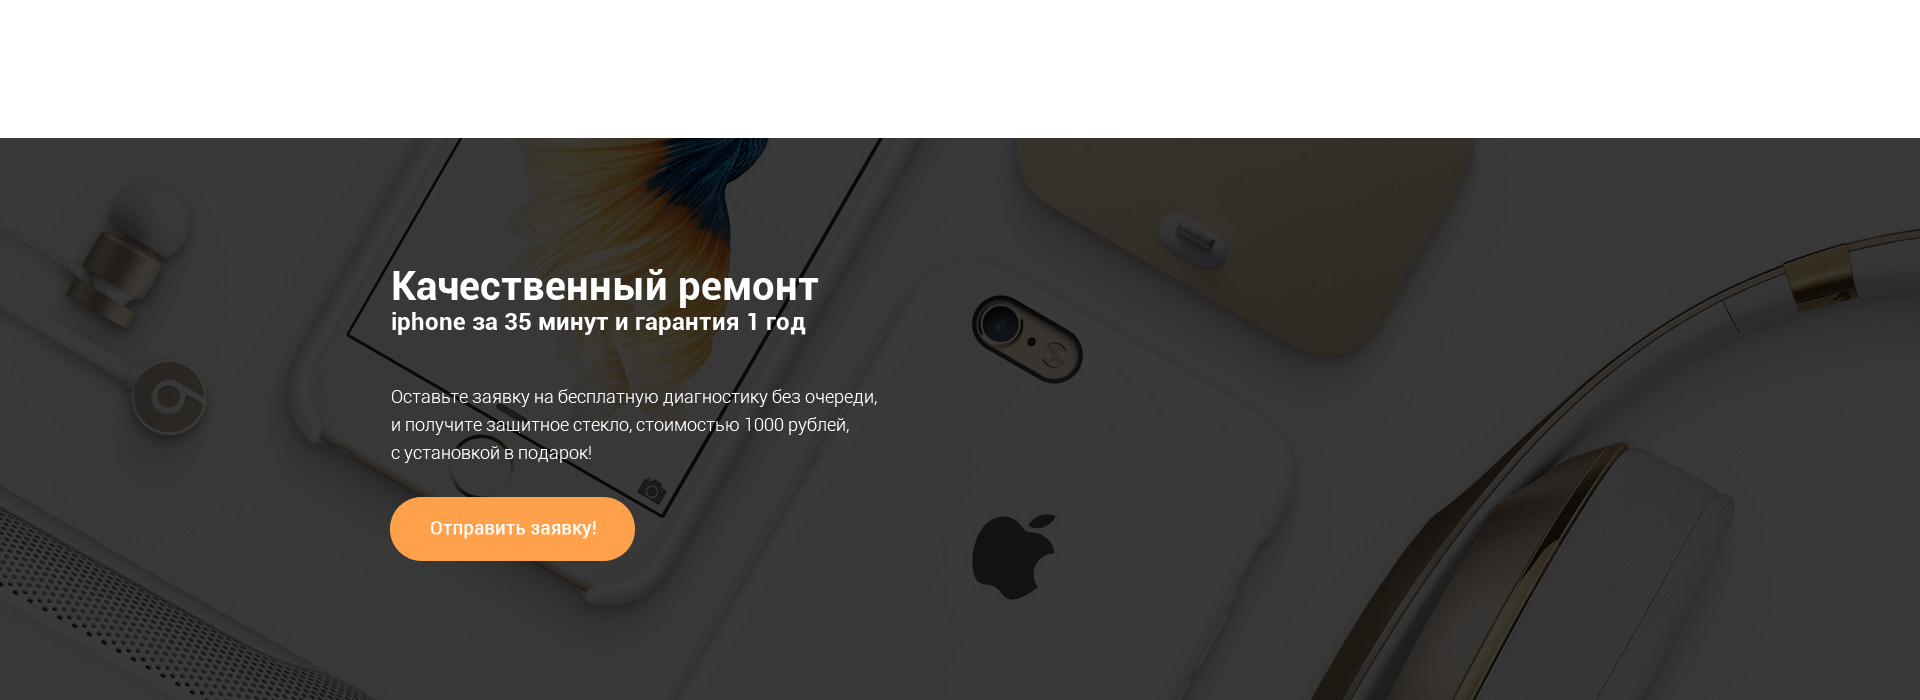 Качественный ремонт
iphone за 35 минут и гарантия 1 год
Оставьте заявку на бесплатную диагностику без очереди,
и получите защитное стекло, стоимостью 1000 рублей,
с установкой в подарок!
Отправить заявку!